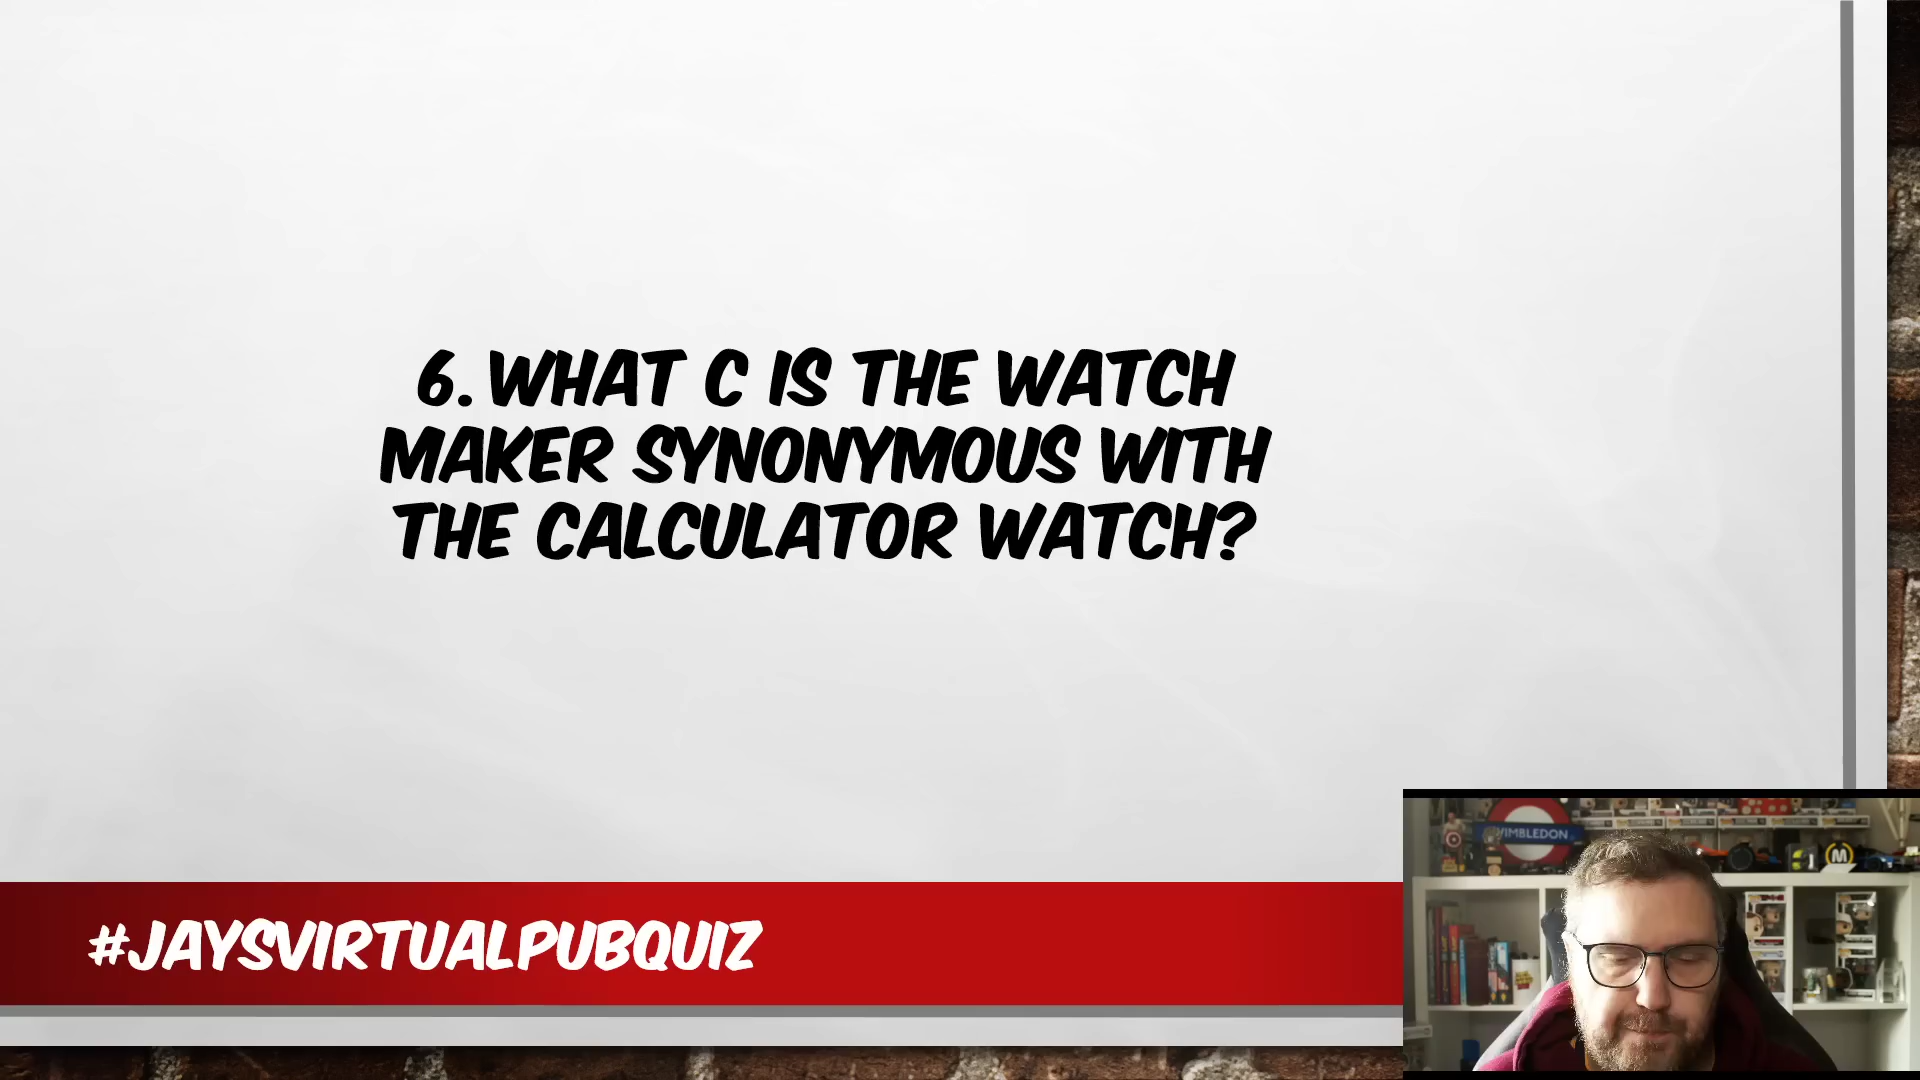 6. WHAT C IS THE WATCH
MAKER SYNONYMOUS WITH
THE CALCULATOR WATCH?
#JAYSVIRTUALPUBQUIZ
WIMBLEDON
M